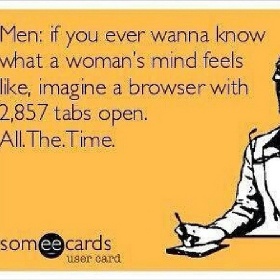 Men: if you ever wanna know
what a woman's mind feels
like, imagine a browser with
2,857 tabs open.
All.The.Time.
someecards
user card